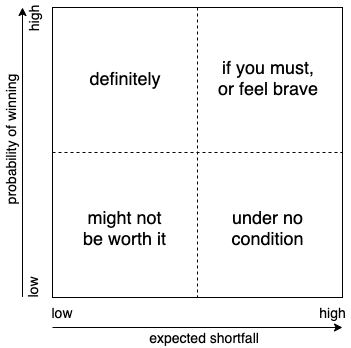 high
probability of winning
low
definitely
if you must,
or feel brave
might not
be worth it
under no
condition
low
high
expected shortfall